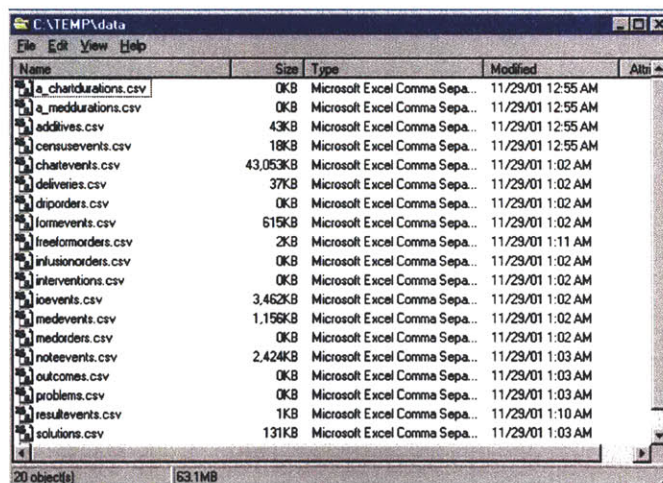 C:\TEMP\data
File Edit View Help
Name Size Type Modified Attri
a_chartdurations.csv 0KB Microsoft Excel Comma Sepa... 11/29/01 12:55 AM
a_meddurations.csv 0KB Microsoft Excel Comma Sepa... 11/29/01 12:55 AM
additives.csv 43KB Microsoft Excel Comma Sepa... 11/29/01 12:55 AM
censusevents.csv 18KB Microsoft Excel Comma Sepa... 11/29/01 12:55 AM
chartevents.csv 43,053KB Microsoft Excel Comma Sepa... 11/29/01 1:02 AM
deliveries.csv 37KB Microsoft Excel Comma Sepa... 11/29/01 1:02 AM
driporders.csv 0KB Microsoft Excel Comma Sepa... 11/29/01 1:02 AM
formevents.csv 615KB Microsoft Excel Comma Sepa... 11/29/01 1:02 AM
freeformorders.csv 2KB Microsoft Excel Comma Sepa... 11/29/01 1:11 AM
infusionorders.csv 0KB Microsoft Excel Comma Sepa... 11/29/01 1:02 AM
interventions.csv 0KB Microsoft Excel Comma Sepa... 11/29/01 1:02 AM
ioevents.csv 3,462KB Microsoft Excel Comma Sepa... 11/29/01 1:02 AM
medevents.csv 1,156KB Microsoft Excel Comma Sepa... 11/29/01 1:02 AM
medorders.csv 0KB Microsoft Excel Comma Sepa... 11/29/01 1:02 AM
noteevents.csv 2,424KB Microsoft Excel Comma Sepa... 11/29/01 1:03 AM
outcomes.csv 0KB Microsoft Excel Comma Sepa... 11/29/01 1:03 AM
problems.csv 0KB Microsoft Excel Comma Sepa... 11/29/01 1:03 AM
resultevents.csv 1KB Microsoft Excel Comma Sepa... 11/29/01 1:10 AM
solutions.csv 131KB Microsoft Excel Comma Sepa... 11/29/01 1:03 AM
20 object(s) 63.1MB